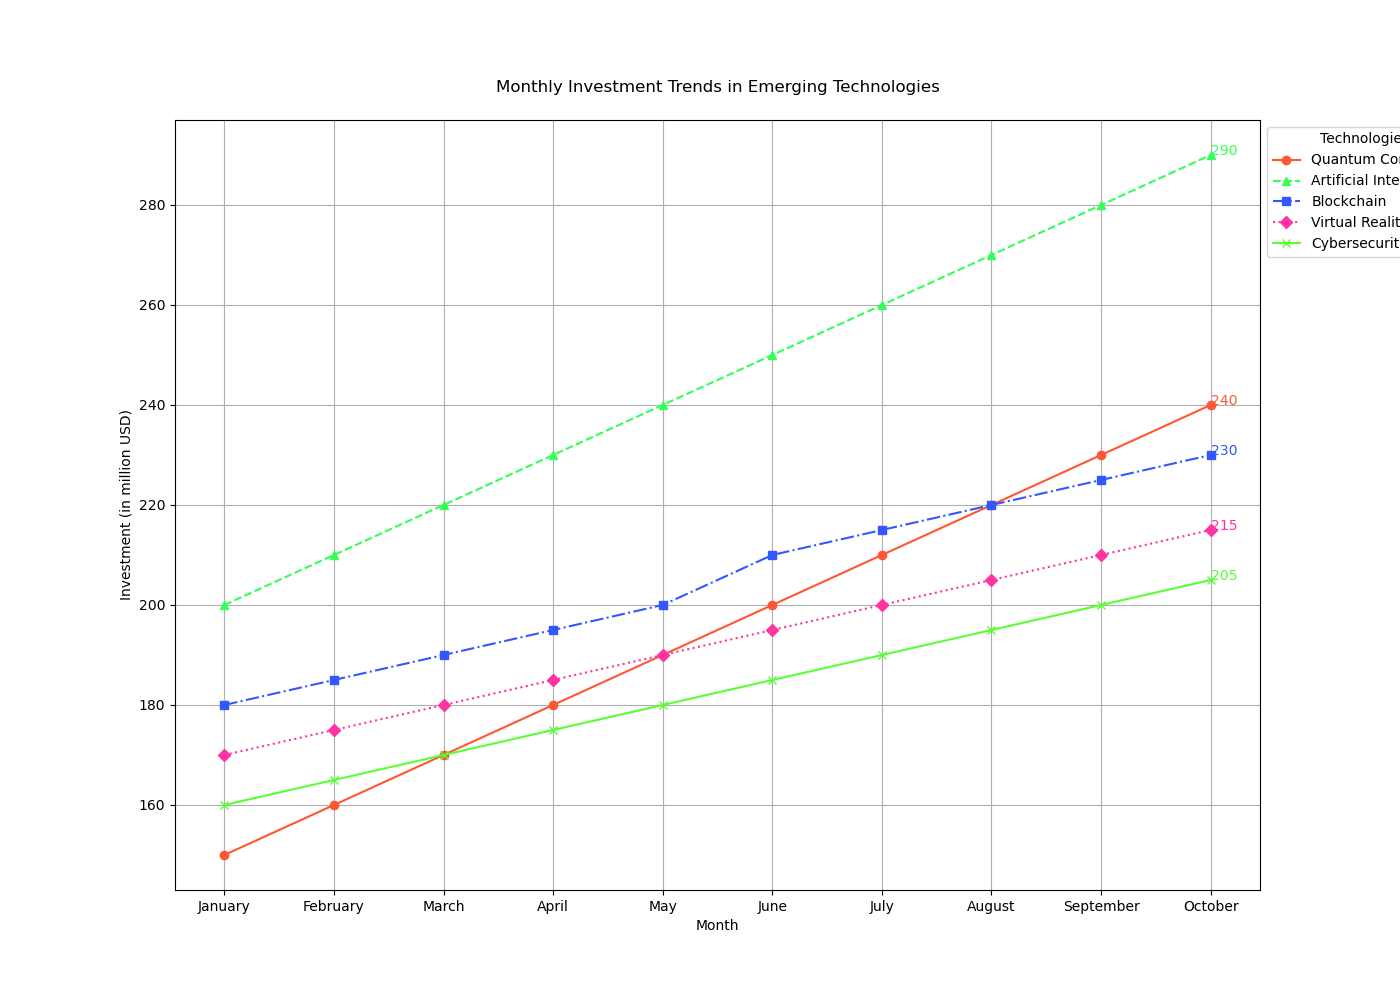 Monthly Investment Trends in Emerging Technologies
Technologie
Quantum Co
Artificial Inte
Blockchain
Virtual Realit
Cybersecurit
290
240
230
215
205
280
260
240
220
200
180
160
Investment (in million USD)
January February March April May June July August September October
Month